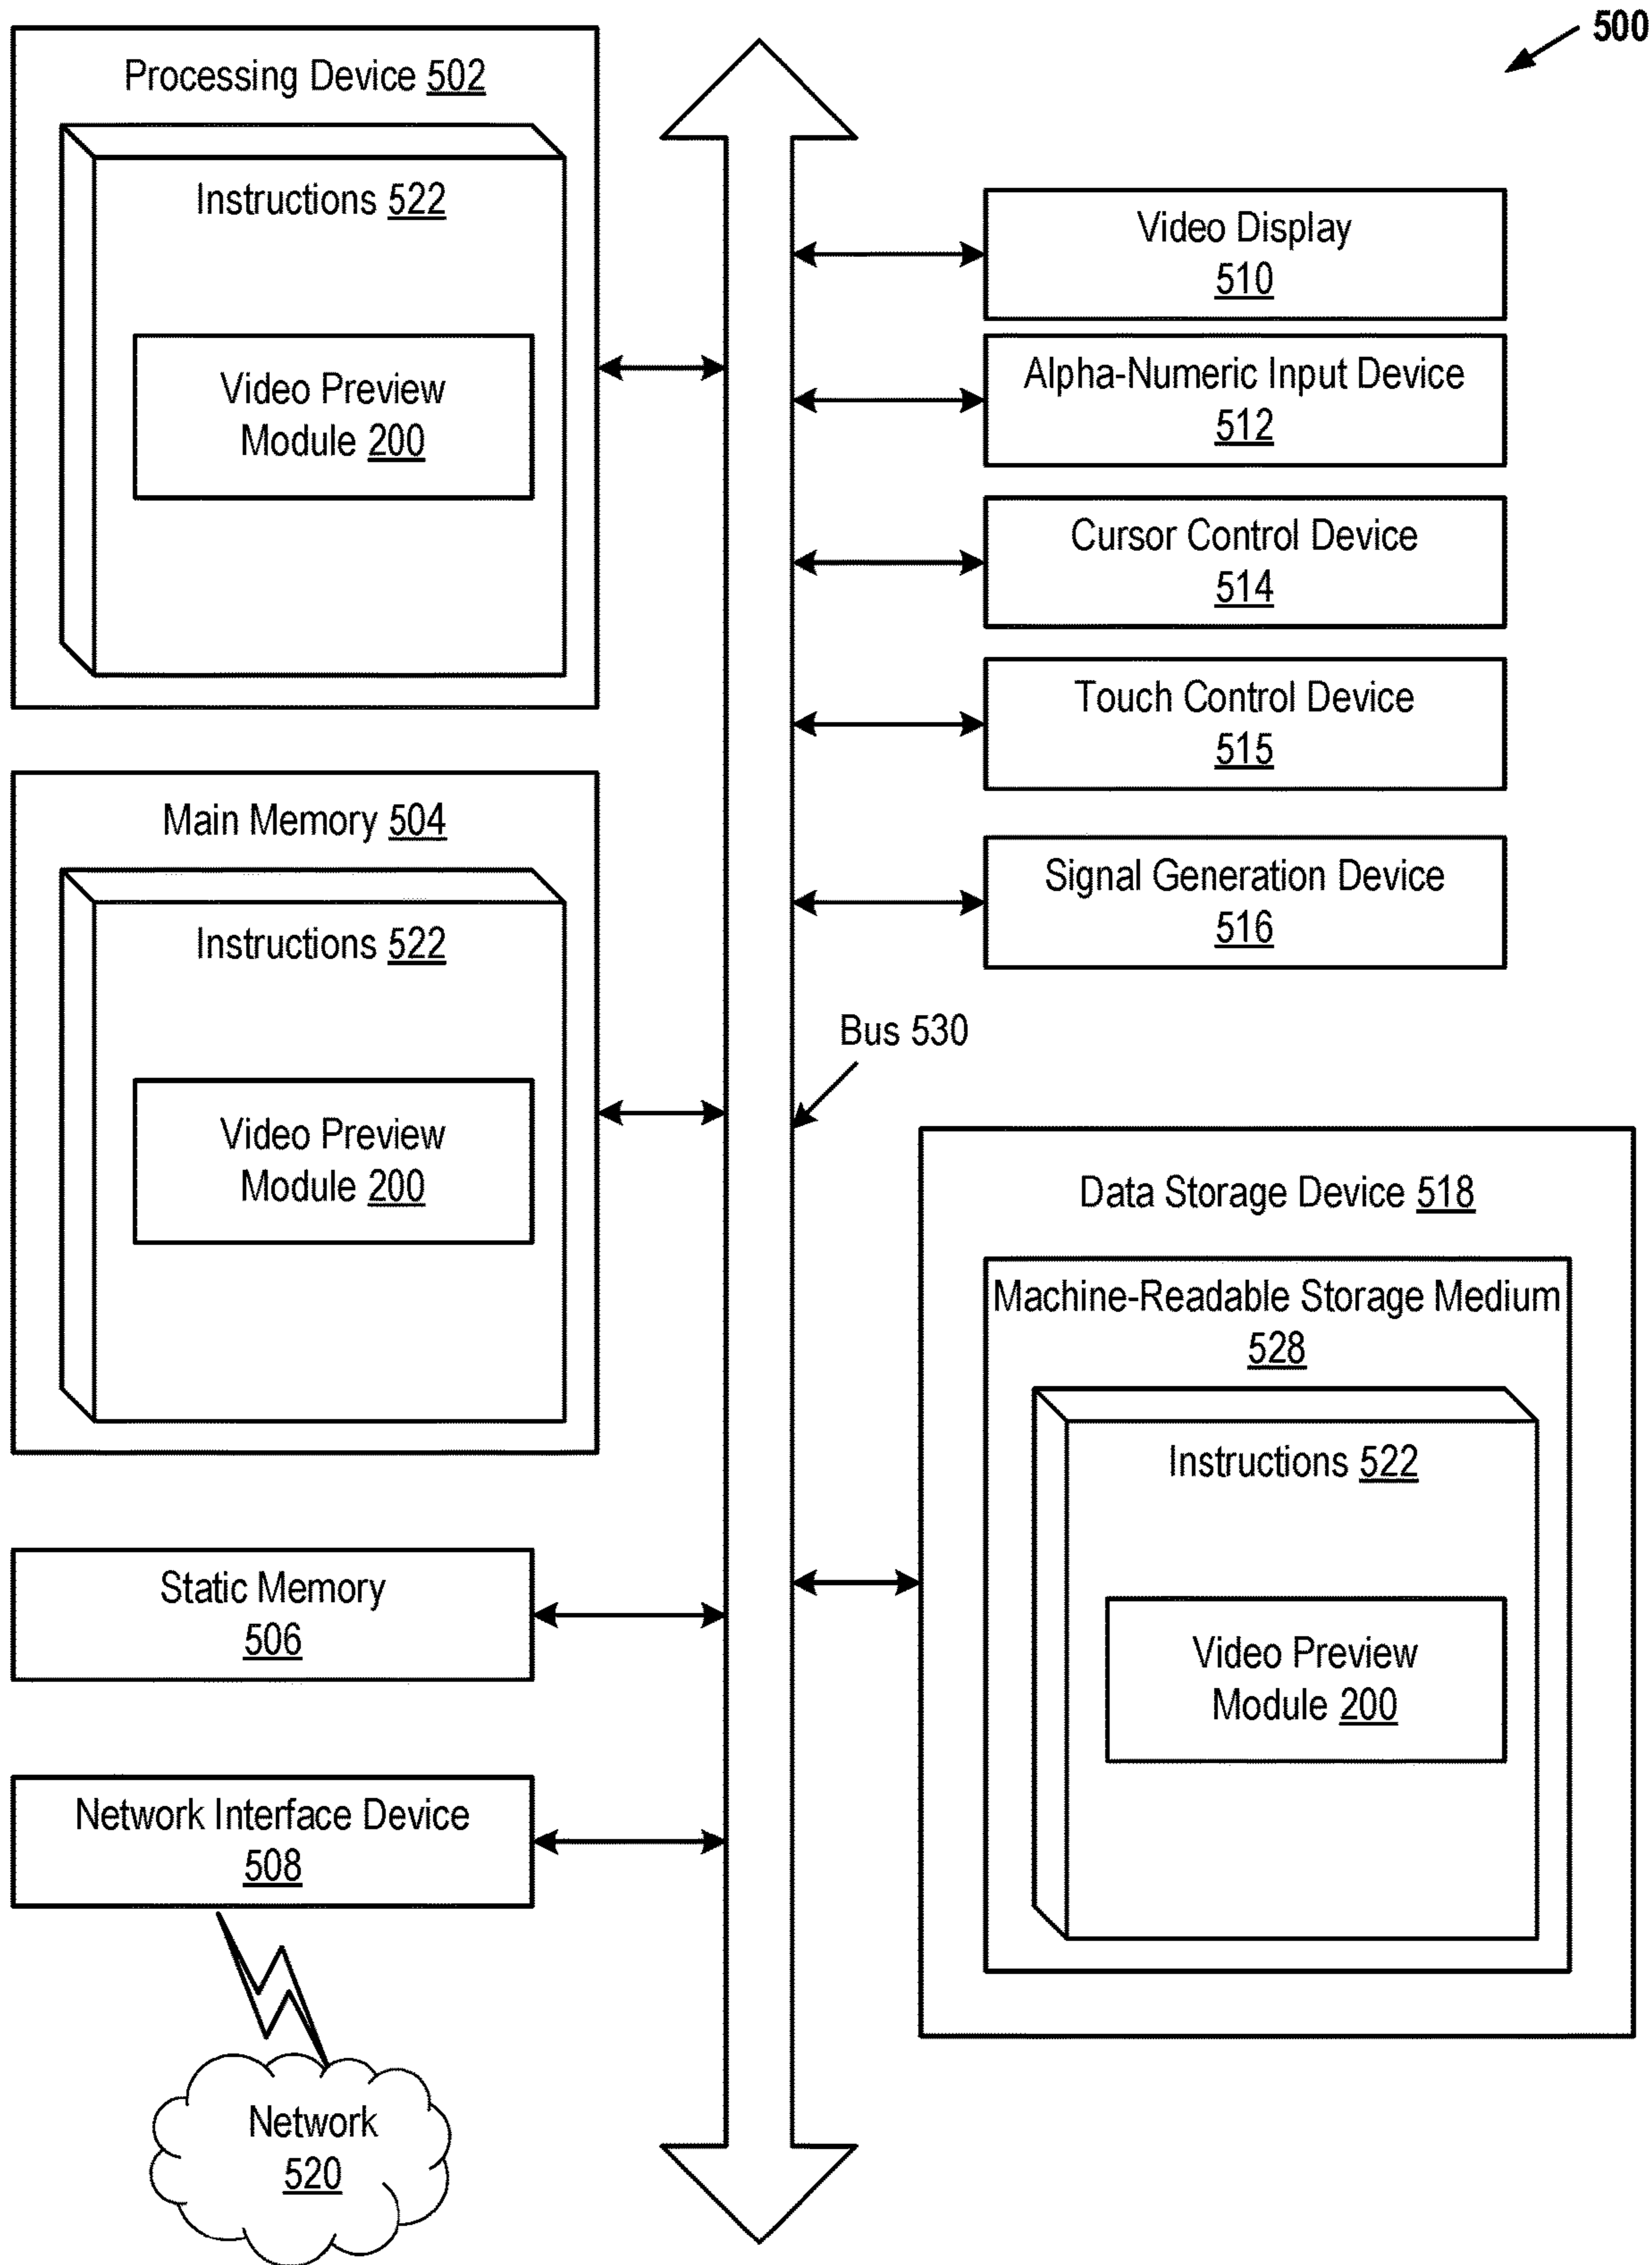 500
Processing Device 502
Instructions 522
Video Preview
Module 200
Main Memory 504
Instructions 522
Video Preview
Module 200
Static Memory
506
Network Interface Device
508
Network
520
Video Display
510
Alpha-Numeric Input Device
512
Cursor Control Device
514
Touch Control Device
515
Signal Generation Device
516
Bus 530
Data Storage Device 518
Machine-Readable Storage Medium
528
Instructions 522
Video Preview
Module 200